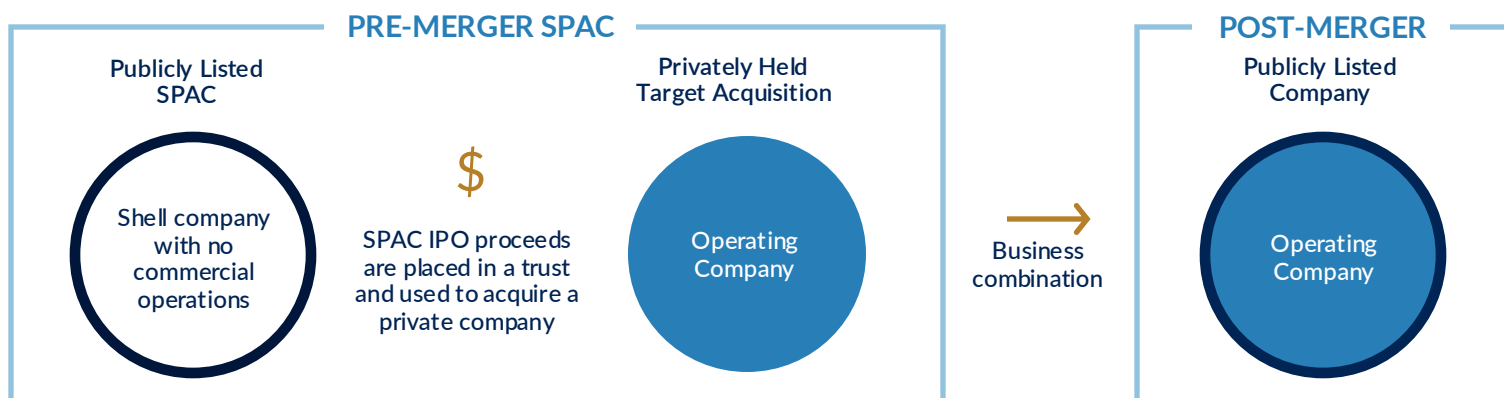 PRE-MERGER SPAC
Publicly Listed
SPAC
Shell company
with no
commercial
operations
$
SPAC IPO proceeds
are placed in a trust
and used to acquire a
private company
Privately Held
Target Acquisition
Operating
Company
Business
combination
POST-MERGER
Publicly Listed
Company
Operating
Company